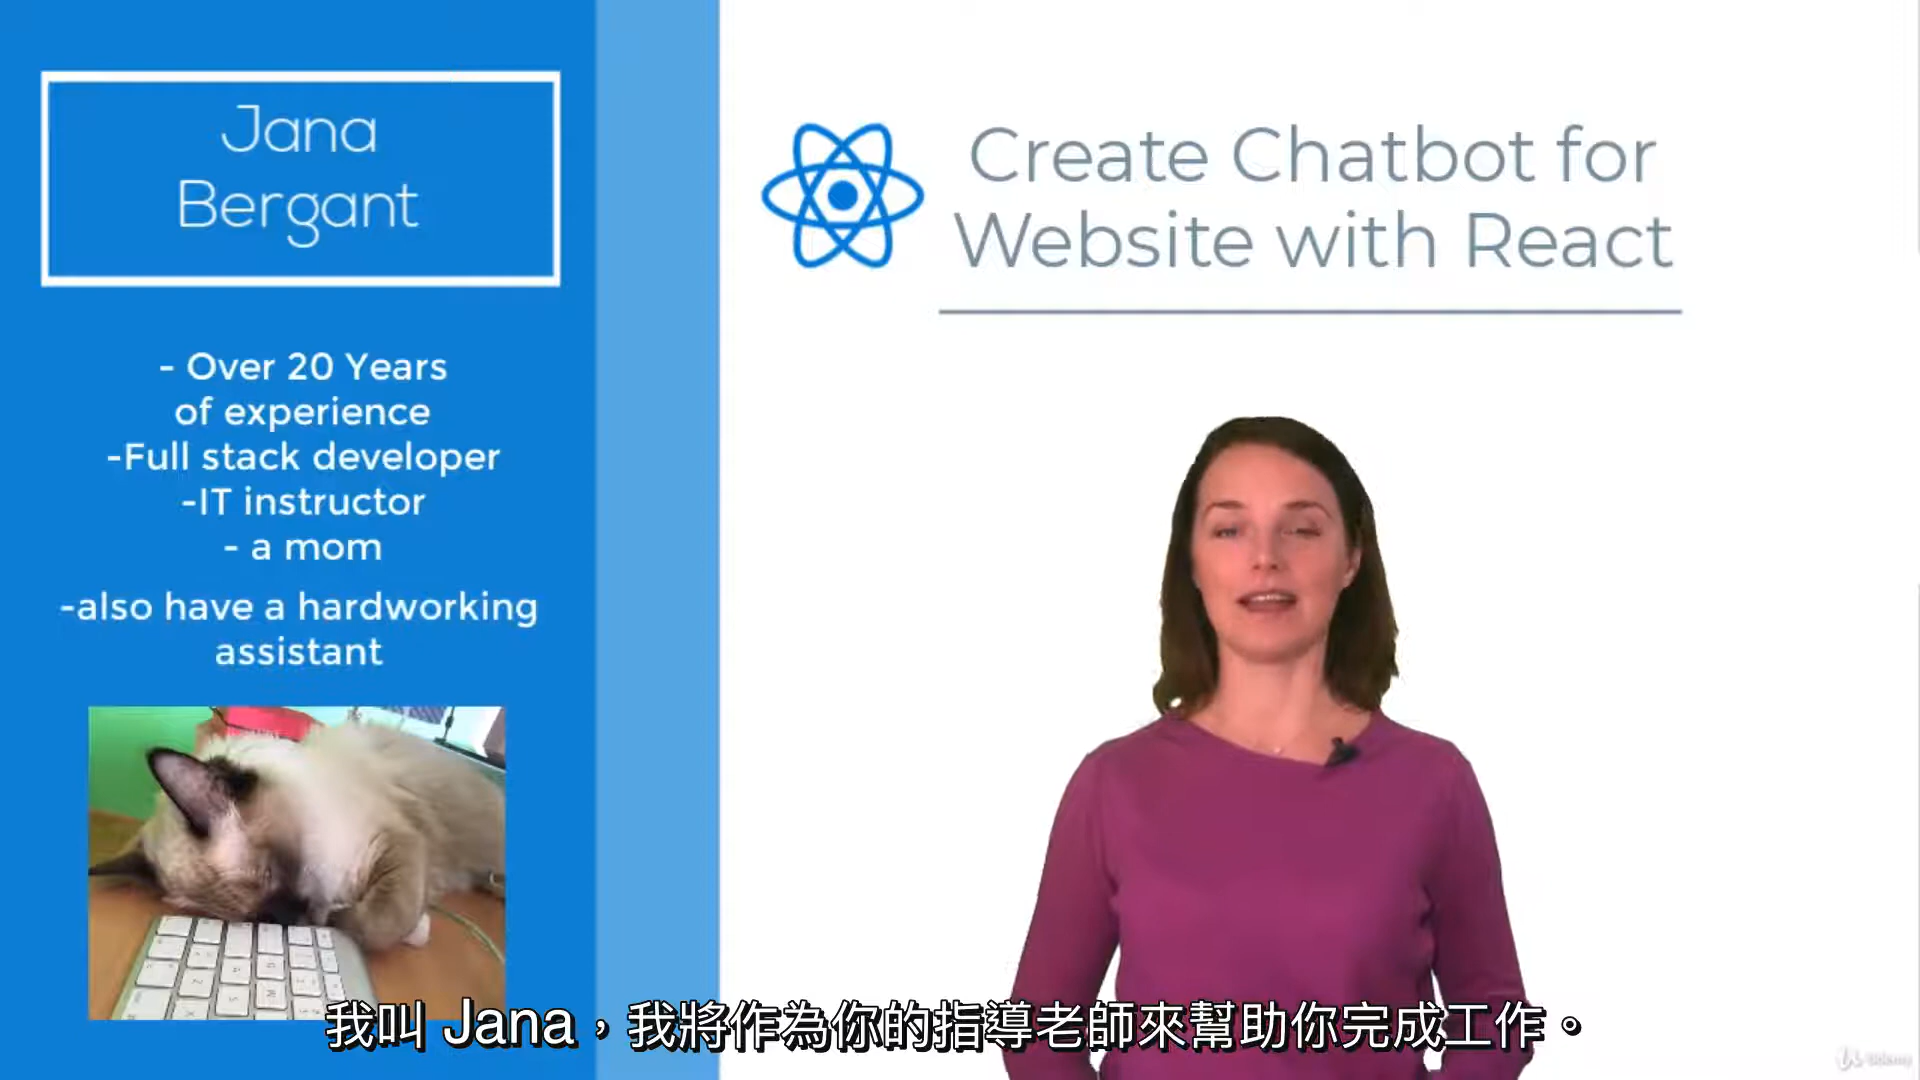 Jana
Bergant
- Over 20 Years
of experience
-Full stack developer
-IT instructor
- a mom
-also have a hardworking
assistant
Create Chatbot for
Website with React
我叫 Jana，我將作為你的指導老師來幫助你完成工作。
Udemy